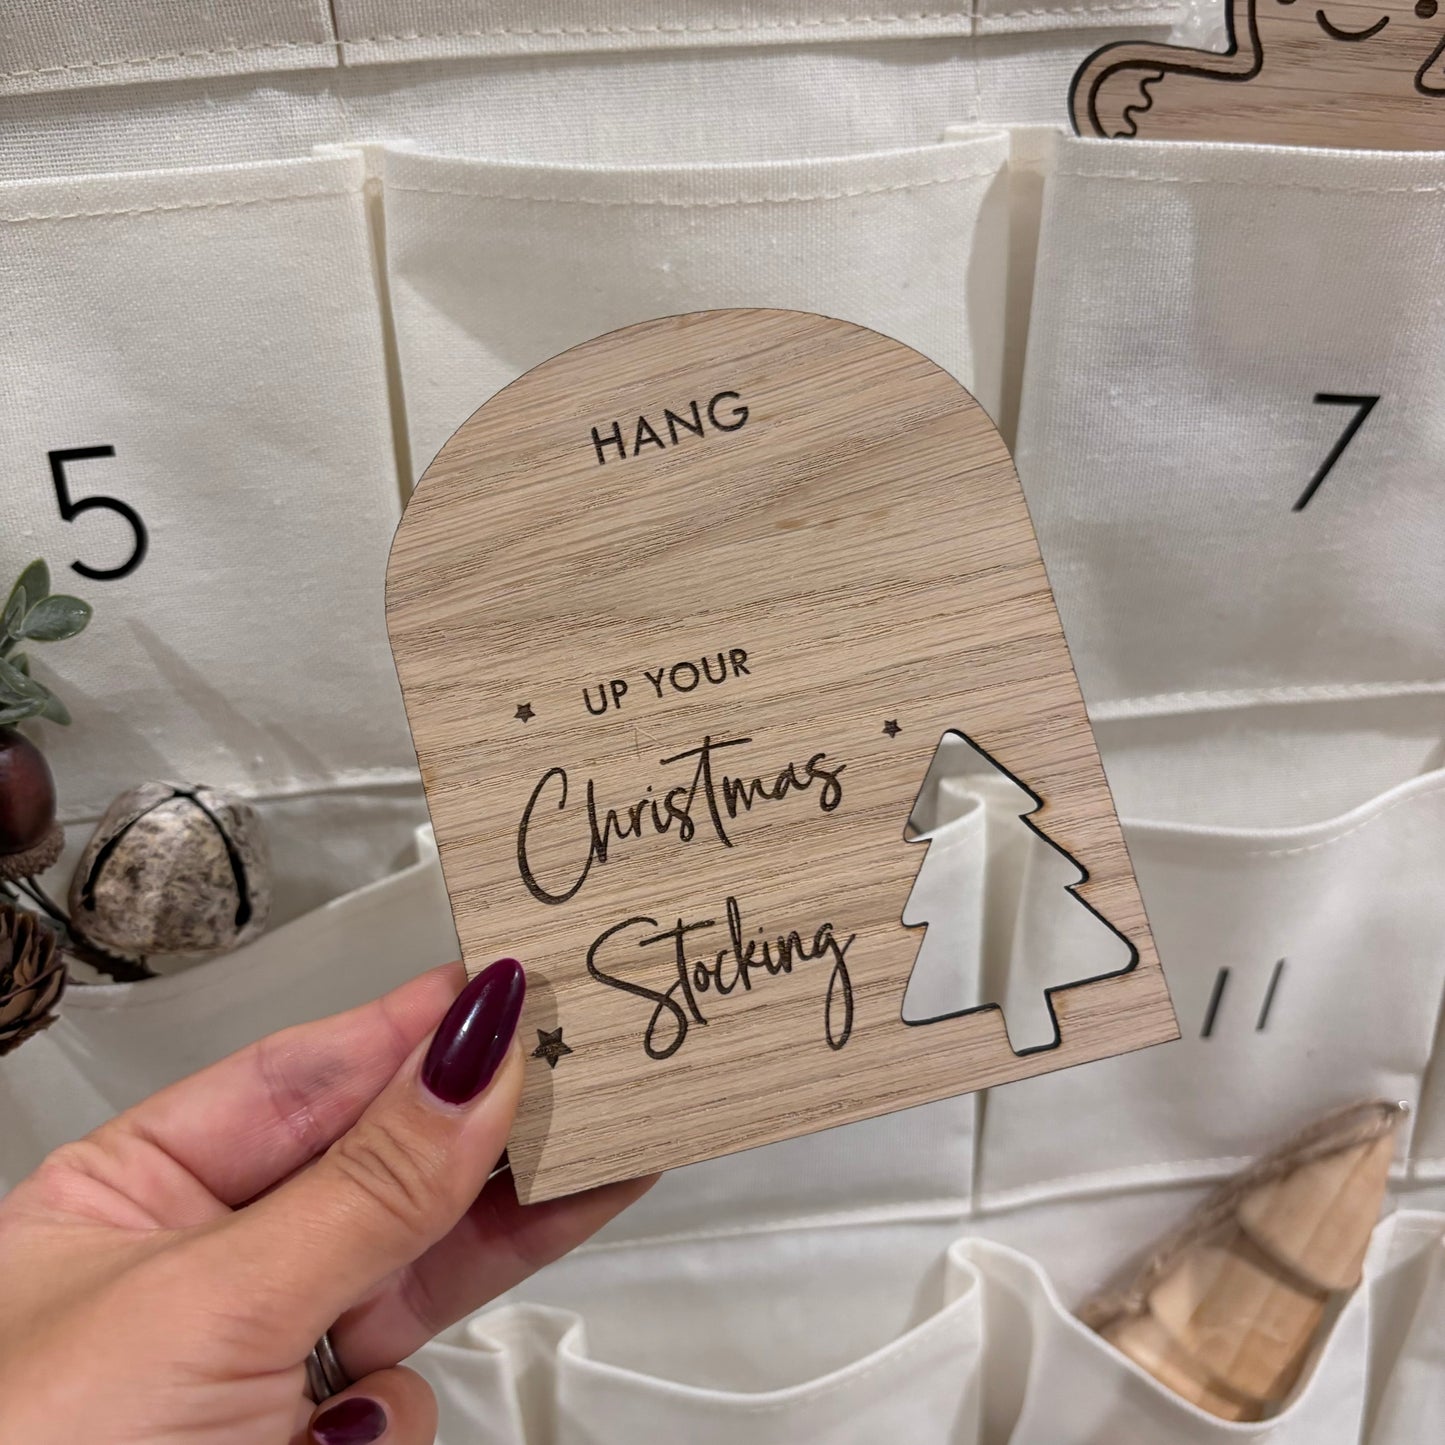 5
7
HANG
UP YOUR
Christmas
Stocking
11